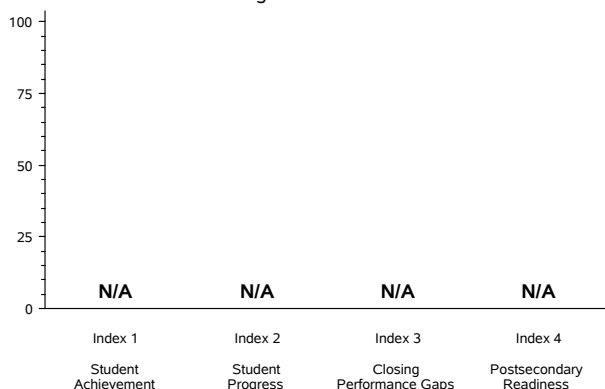 100
75
50
25
0
N/A N/A N/A N/A
Index 1 Index 2 Index 3 Index 4
Student Achievement
Student Progress
Closing Performance Gaps
Postsecondary Readiness